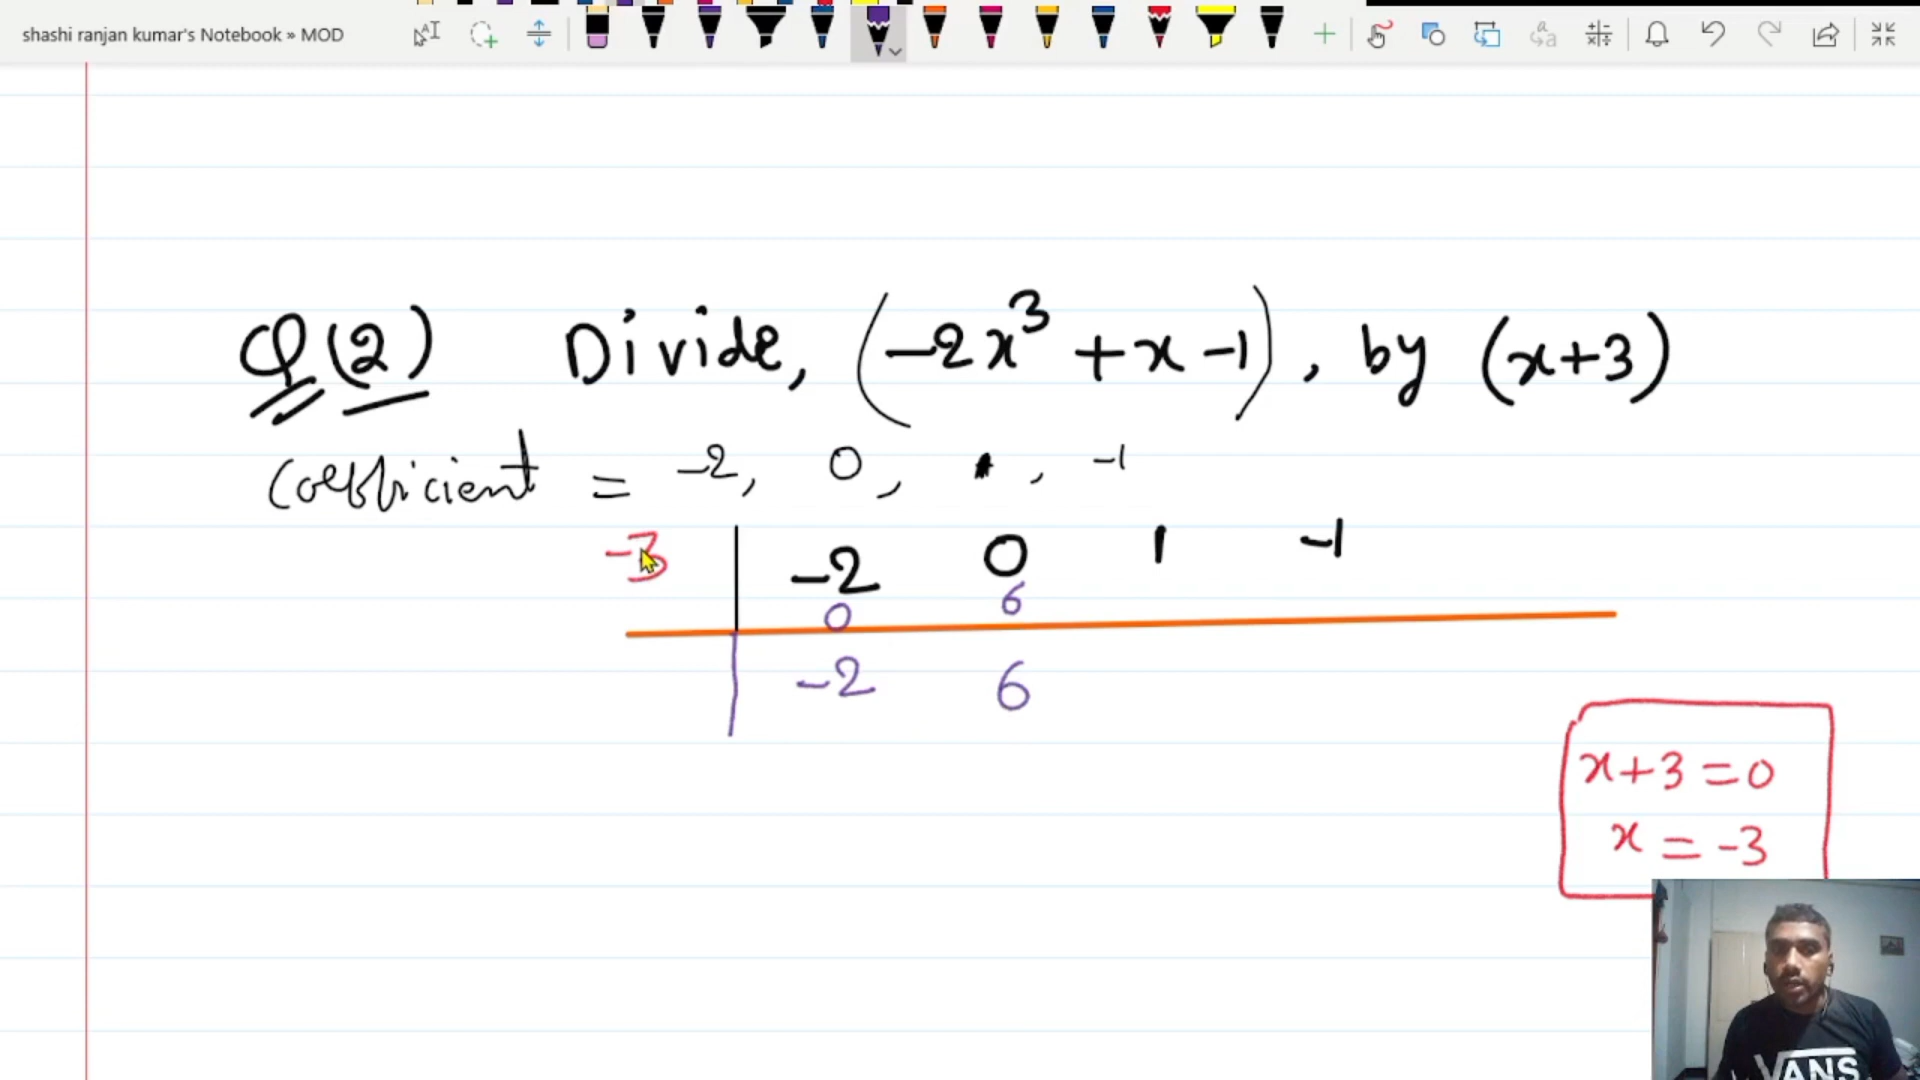 shashi ranjan kumar's Notebook » MOD
Q(2) Divide, (-2x³ + x - 1), by (x+3)
Coefficient = -2, 0, 1, -1
-3 | -2 0 1 -1
0 6
-2 6
x+3 = 0
x = -3
VANS